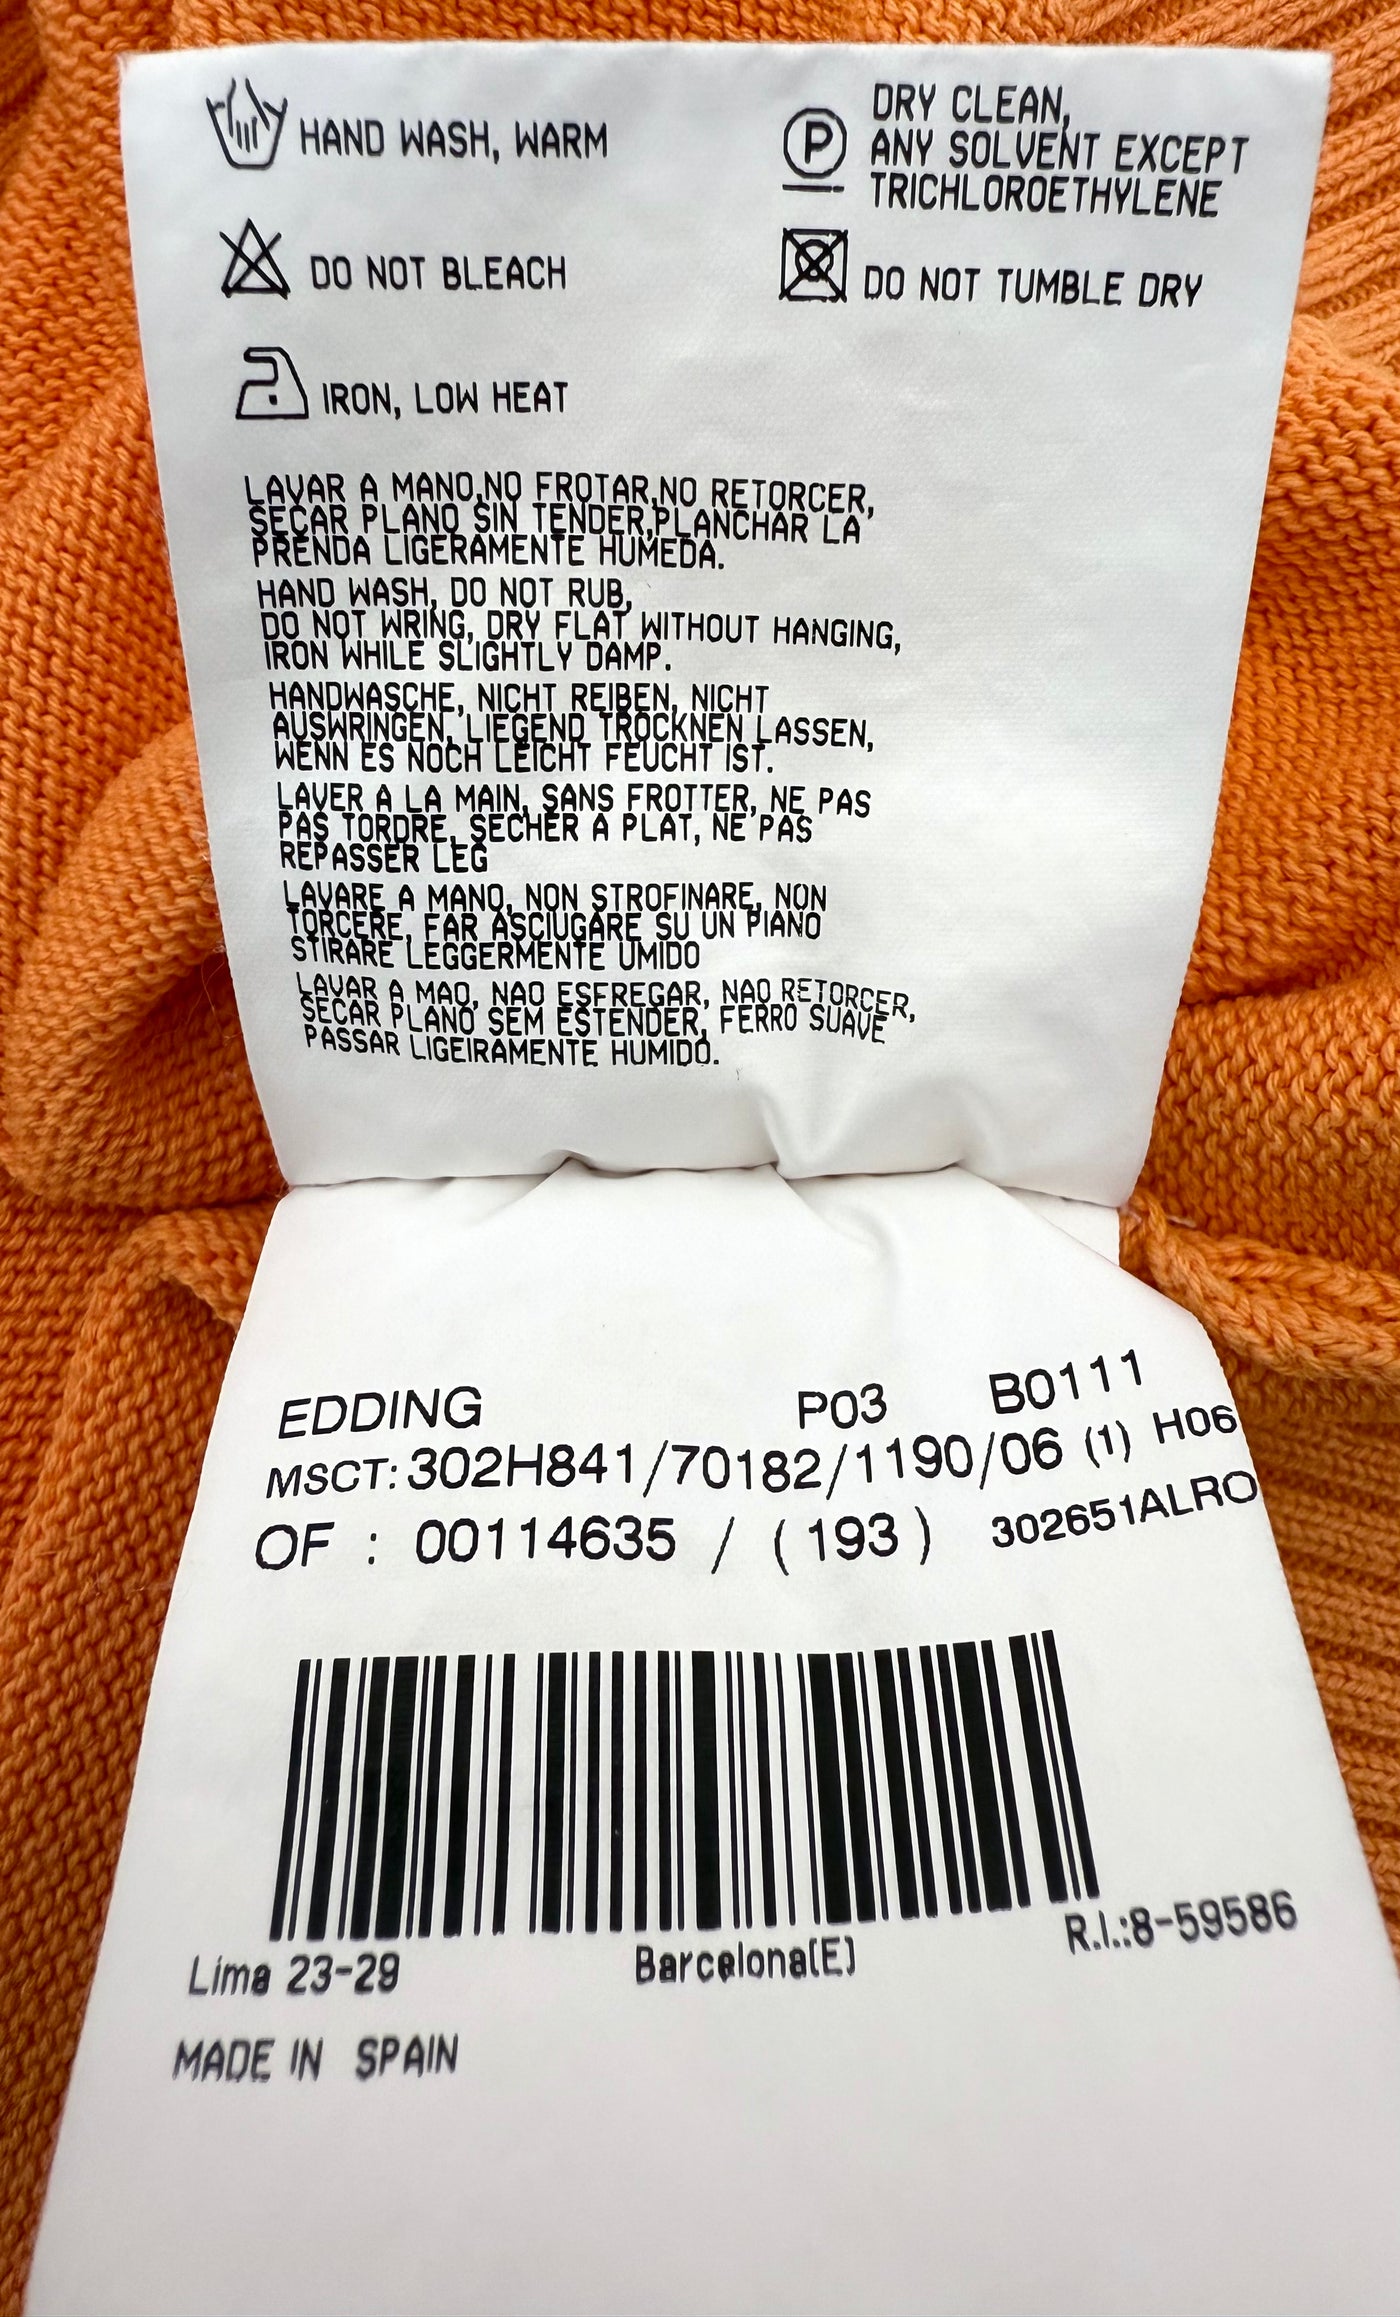 HAND WASH, WARM
DRY CLEAN,
ANY SOLVENT EXCEPT
TRICHLOROETHYLENE
DO NOT BLEACH
DO NOT TUMBLE DRY
IRON, LOW HEAT
LAVAR A MANO,NO FROTAR,NO RETORCER,
SECAR PLANO SIN TENDER,PLANCHAR LA
PRENDA LIGERAMENTE HUMEDA.
HAND WASH, DO NOT RUB,
DO NOT WRING, DRY FLAT WITHOUT HANGING,
IRON WHILE SLIGHTLY DAMP.
HANDWASCHE, NICHT REIBEN, NICHT
AUSWRINGEN, LIEGEND TROCKNEN LASSEN,
WENN ES NOCH LEICHT FEUCHT IST.
LAVER A LA MAIN, SANS FROTTER, NE PAS
PAS TORDRE, SECHER A PLAT, NE PAS
REPASSER LEG
LAVARE A MANO, NON STROFINARE, NON
TORCERE, FAR ASCIUGARE SU UN PIANO
STIRARE LEGGERMENTE UMIDO
LAVAR A MAO, NAO ESFREGAR, NAO RETORCER,
SECAR PLANO SEM ESTENDER, FERRO SUAVE
PASSAR LIGEIRAMENTE HUMIDO.
EDDING P03 B0111
MSCT: 302H841/70182/1190/06 (1) H06
OF : 00114635 / (193) 302651ALRO
Lima 23-29 Barcelona(E) R.I.:8-59586
MADE IN SPAIN